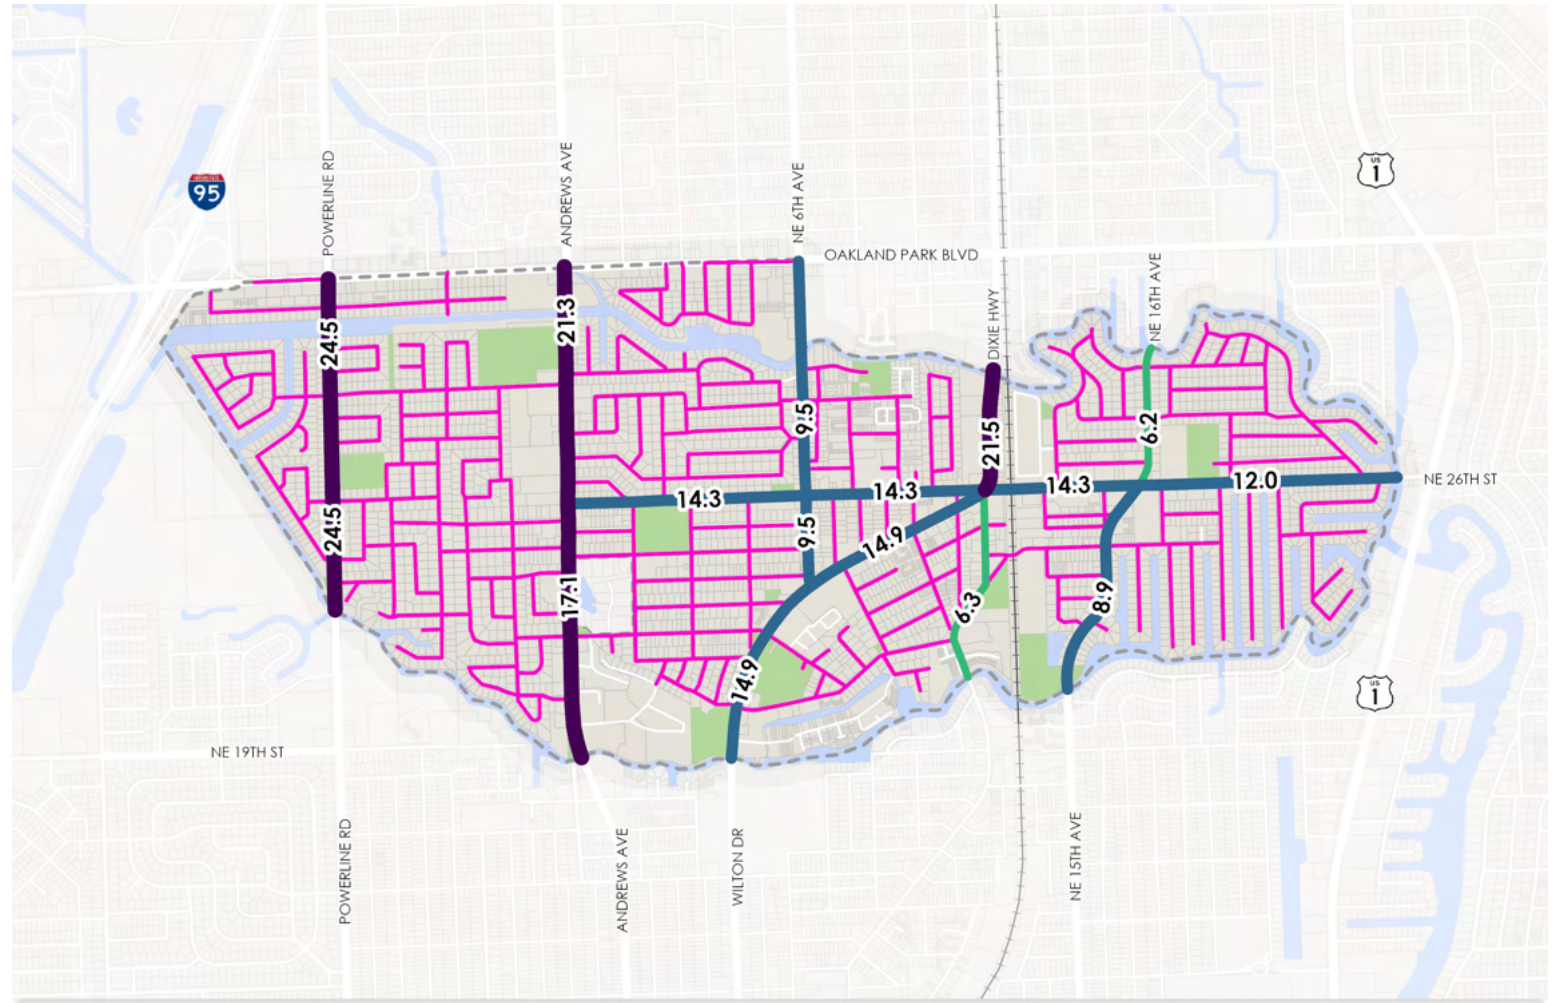 POWERLINE RD
ANDREWS AVE
NE 6TH AVE
US
1
INTERSTATE
95
OAKLAND PARK BLVD
NE 16TH AVE
DIXIE HWY
21.3
24.5
9.5
6.2
21.5
NE 26TH ST
14.3
14.3
14.3
12.0
24.5
9.5
14.9
17.1
8.9
6.3
14.9
US
1
NE 19TH ST
POWERLINE RD
ANDREWS AVE
WILTON DR
NE 15TH AVE